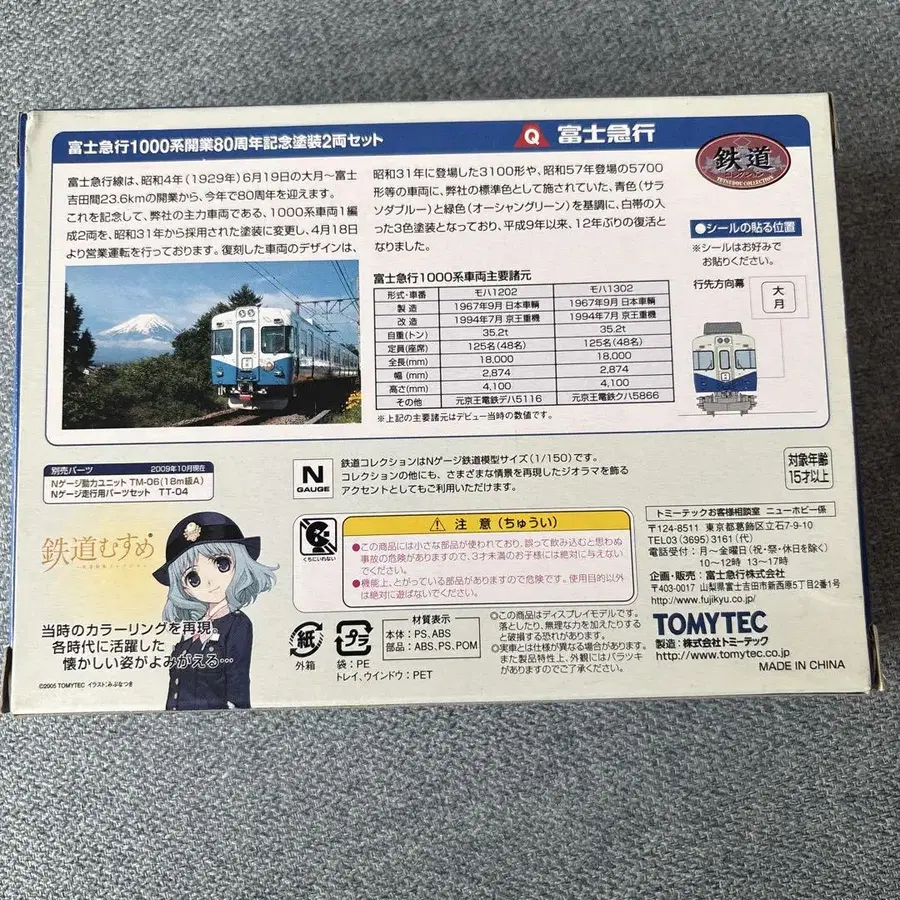 富士急行1000系開業80周年記念塗装2両セット
Q 富士急行
鉄道
コレクション
TETSUDOU COLLECTION
富士急行線は、昭和4年(1929年)6月19日の大月〜富士
吉田間23.6kmの開業から、今年で80周年を迎えます。
これを記念して、弊社の主力車両である、1000系車両1編
成2両を、昭和31年から採用された塗装に変更し、4月18日
より営業運転を行っております。復刻した車両のデザインは、
昭和31年に登場した3100形や、昭和57年登場の5700
形等の車両に、弊社の標準色として施されていた、青色(サラ
ソダブルー)と緑色(オーシャングリーン)を基調に、白帯の入
った3色塗装となっており、平成9年以来、12年ぶりの復活と
なりました。
富士急行1000系車両主要諸元
形式・車番 モハ1202 モハ1302
製造 1967年9月 日本車輌 1967年9月 日本車輌
改造 1994年7月 京王重機 1994年7月 京王重機
自重(トン) 35.2t 35.2t
定員(座席) 125名(48名) 125名(48名)
全長(mm) 18,000 18,000
幅(mm) 2,874 2,874
高さ(mm) 4,100 4,100
その他 元京王電鉄デハ5116 元京王電鉄クハ5866
※上記の主要諸元はデビュー当時の数値です。
●シールの貼る位置
※シールはお好みで
お貼りください。
行先方向幕
大月
別売パーツ 2009年10月現在
Nゲージ動力ユニット TM-06(18m級A)
Nゲージ走行用パーツセット TT-04
N
GAUGE
鉄道コレクションはNゲージ鉄道模型サイズ(1/150)です。
コレクションの他にも、さまざまな情景を再現したジオラマを飾る
アクセントとしてもご利用いただけます。
対象年齢
15才以上
鉄道むすめ
当時のカラーリングを再現。
各時代に活躍した
懐かしい姿がよみがえる…
©2005 TOMYTEC イラスト:みぶなつき
くちにいれない
注意(ちゅうい)
●この商品には小さな部品が使われており、誤って飲み込むと思わぬ
事故の危険がありますので、3才未満のお子様には絶対に与えない
でください。
●機能上、とがっている部品がありますので危険です。使用目的以外
は絶対に遊ばないでください。
紙
外箱
プラ
袋:PE
トレイ、ウインドウ:PET
材質表示
本体:PS、ABS
部品:ABS、PS、POM
◎この商品はディスプレイモデルです。
落としたり、無理な力を加えたりする
と破損する恐れがあります。
◎実車とは仕様が異なる場合があります。
また製品特性上、外観にはバラツキ
がありますのでご了承ください。
トミーテックお客様相談室 ニューホビー係
〒124-8511 東京都葛飾区立石7-9-10
TEL03(3695)3161(代)
電話受付:月〜金曜日(祝・祭・休日を除く)
10〜12時 13〜17時
企画・販売:富士急行株式会社
〒403-0017 山梨県富士吉田市新西原5丁目2番1号
http://www.fujikyu.co.jp/
TOMYTEC
製造:株式会社トミーテック
http://www.tomytec.co.jp
MADE IN CHINA